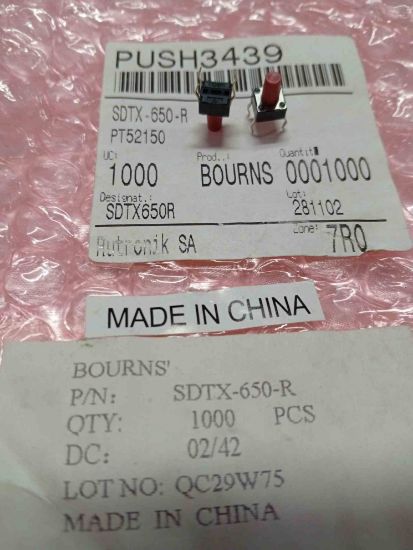 PUSH3439
SDTX-650-R
PT52150
UC: Prod..: Quantit
1000 BOURNS 0001000
Designat.: Lot:
SDTX650R 281102
Rutronik SA Zone: 7R0
MADE IN CHINA
BOURNS'
P/N: SDTX-650-R
QTY: 1000 PCS
DC: 02/42
LOT NO: QC29W75
MADE IN CHINA